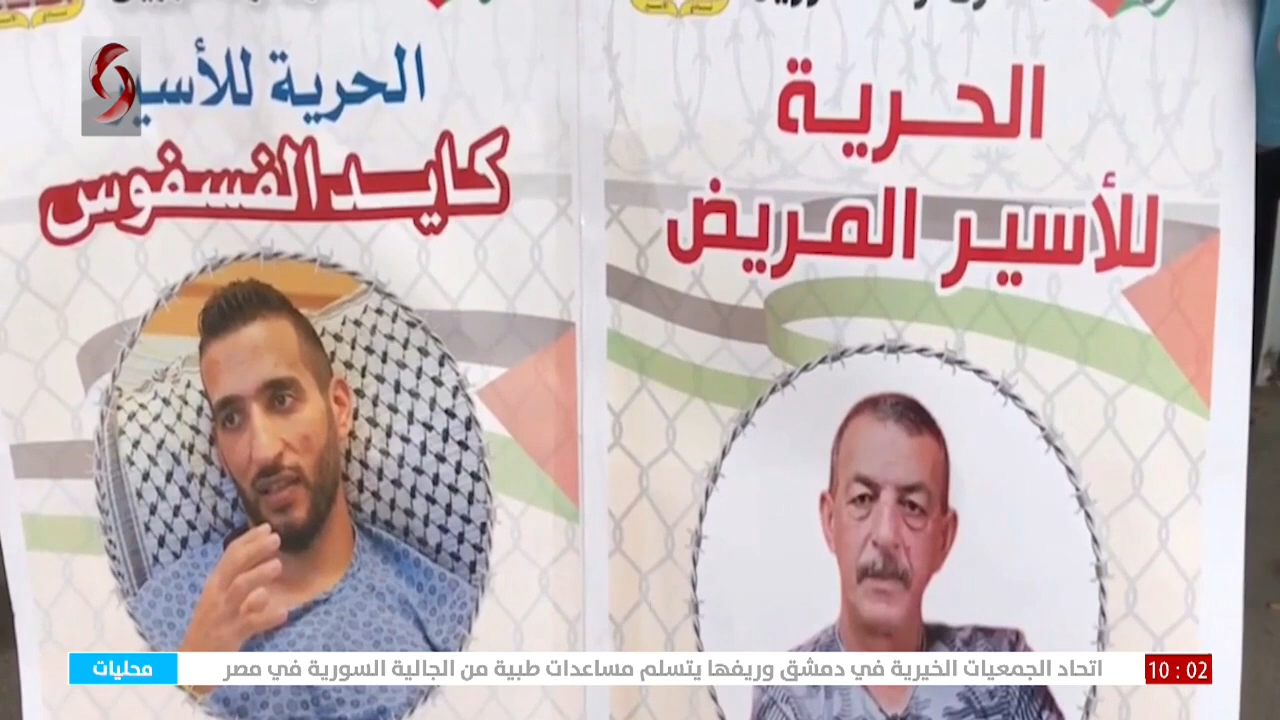 الحرية للأسير
كايد الفسفوس
الحرية
للأسير المريض
اتحاد الجمعيات الخيرية في دمشق وريفها يتسلم مساعدات طبية من الجالية السورية في مصر
محليات
10 : 02